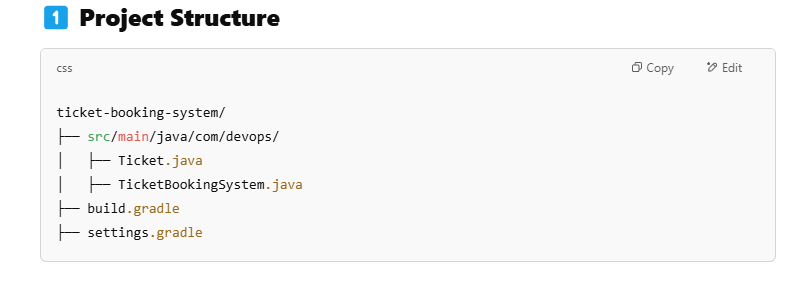 1 Project Structure
css Copy Edit
ticket-booking-system/
├── src/main/java/com/devops/
│   ├── Ticket.java
│   ├── TicketBookingSystem.java
├── build.gradle
├── settings.gradle